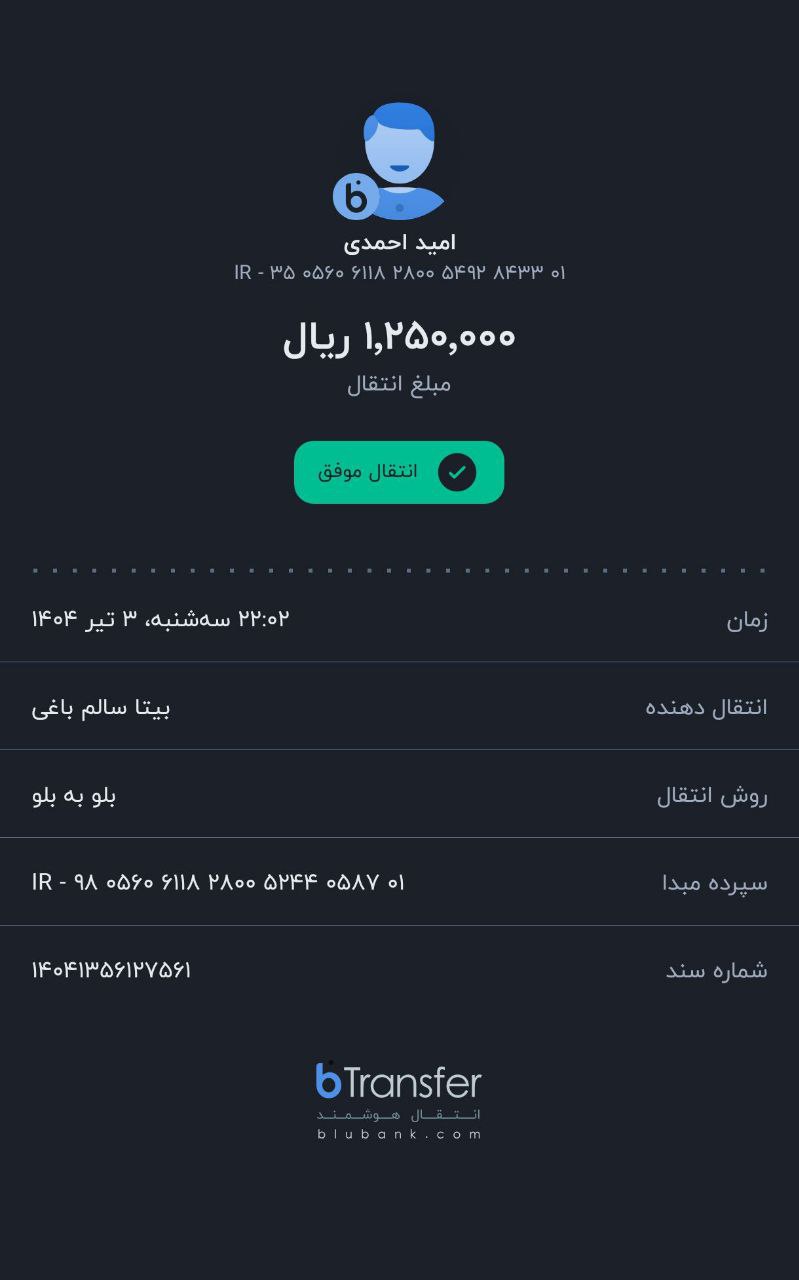 امید احمدی
IR - ۳۵ ۰۵۶۰ ۶۱۱۸ ۲۸۰۰ ۵۴۹۲ ۸۴۳۳ ۰۱
۱,۲۵۰,۰۰۰ ریال
مبلغ انتقال
انتقال موفق
زمان ۲۲:۰۲ سه‌شنبه، ۳ تیر ۱۴۰۴
انتقال دهنده بیتا سالم باغی
روش انتقال بلو به بلو
سپرده مبدا IR - ۹۸ ۰۵۶۰ ۶۱۱۸ ۲۸۰۰ ۵۲۴۴ ۰۵۸۷ ۰۱
شماره سند ۱۴۰۴۱۳۵۶۱۲۷۵۶۱
bTransfer
انتقال هوشمند
blubank.com